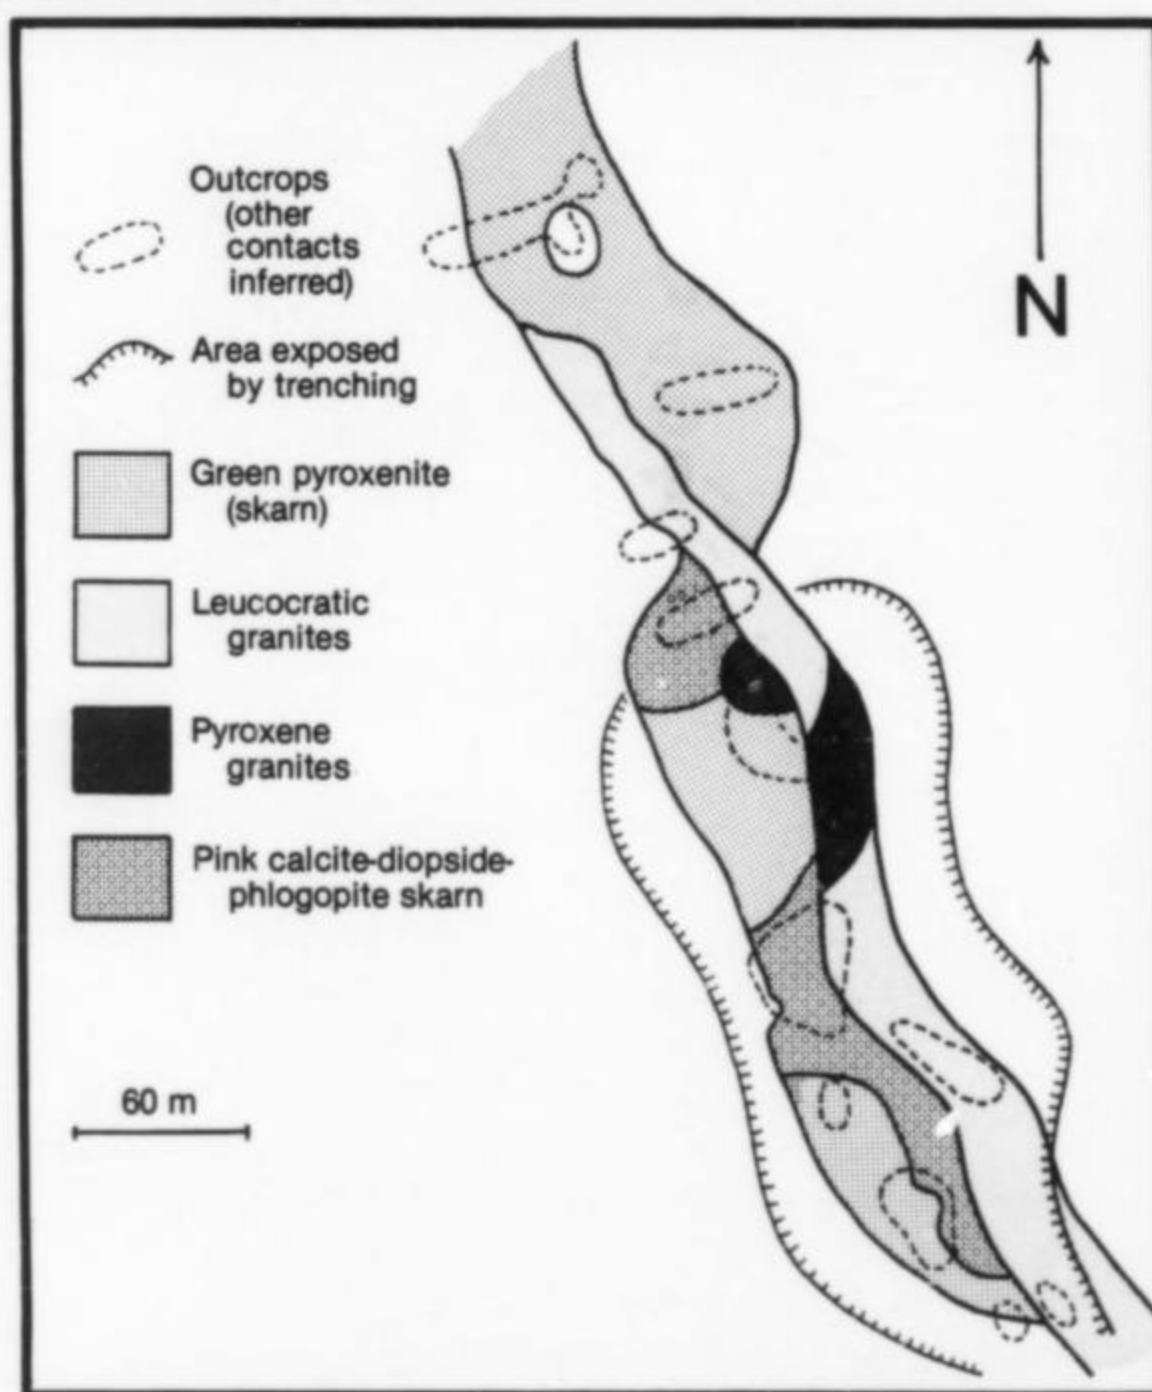 Outcrops
(other
contacts
inferred)
Area exposed
by trenching
Green pyroxenite
(skarn)
Leucocratic
granites
Pyroxene
granites
Pink calcite-diopside-
phlogopite skarn
60 m
N